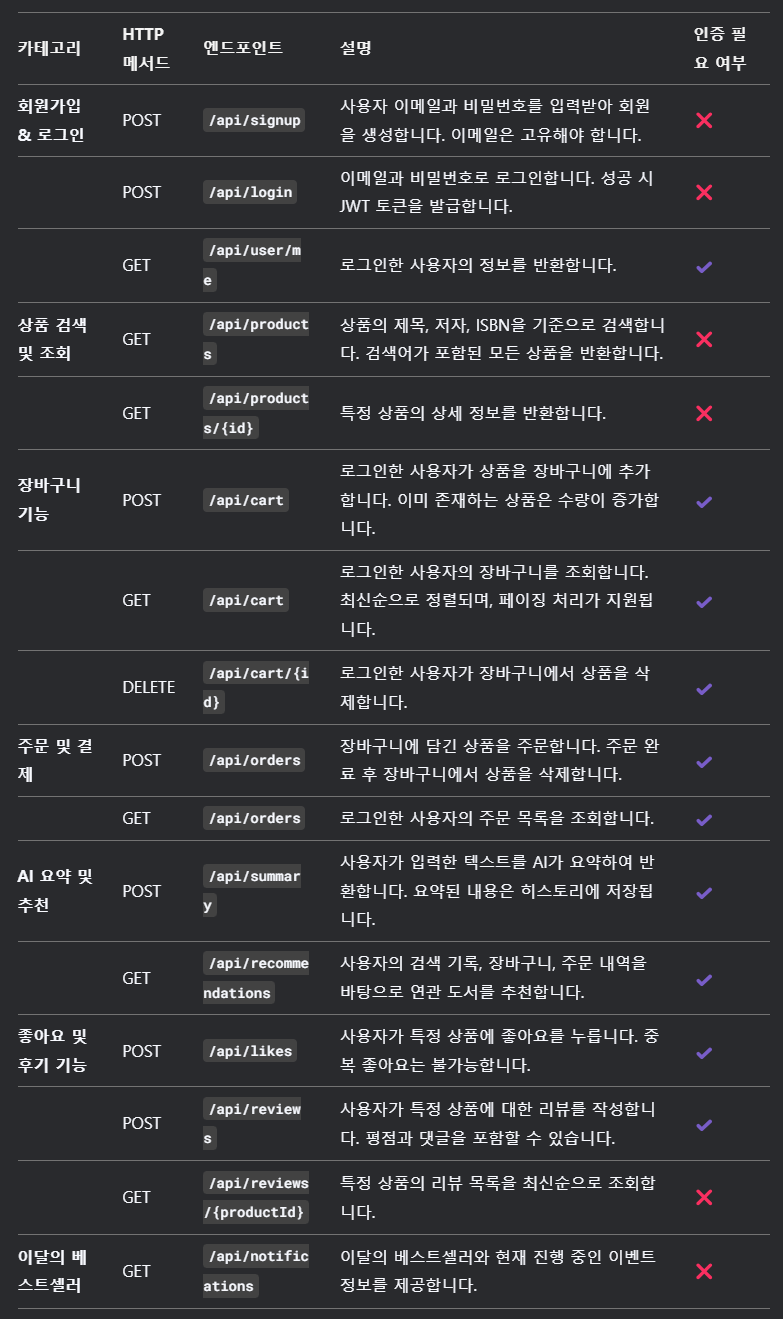 카테고리 HTTP 메서드 엔드포인트 설명 인증 필요 여부
회원가입 & 로그인 POST /api/signup 사용자 이메일과 비밀번호를 입력받아 회원
을 생성합니다. 이메일은 고유해야 합니다.
POST /api/login 이메일과 비밀번호로 로그인합니다. 성공 시
JWT 토큰을 발급합니다.
GET /api/user/me 로그인한 사용자의 정보를 반환합니다.
상품 검색 및 조회 GET /api/products 상품의 제목, 저자, ISBN을 기준으로 검색합니
다. 검색어가 포함된 모든 상품을 반환합니다.
GET /api/products/{id} 특정 상품의 상세 정보를 반환합니다.
장바구니 기능 POST /api/cart 로그인한 사용자가 상품을 장바구니에 추가
합니다. 이미 존재하는 상품은 수량이 증가합
니다.
GET /api/cart 로그인한 사용자의 장바구니를 조회합니다.
최신순으로 정렬되며, 페이징 처리가 지원됩
니다.
DELETE /api/cart/{id} 로그인한 사용자가 장바구니에서 상품을 삭
제합니다.
주문 및 결제 POST /api/orders 장바구니에 담긴 상품을 주문합니다. 주문 완
료 후 장바구니에서 상품을 삭제합니다.
GET /api/orders 로그인한 사용자의 주문 목록을 조회합니다.
AI 요약 및 추천 POST /api/summary 사용자가 입력한 텍스트를 AI가 요약하여 반
환합니다. 요약된 내용은 히스토리에 저장됩
니다.
GET /api/recommendations 사용자의 검색 기록, 장바구니, 주문 내역을
바탕으로 연관 도서를 추천합니다.
좋아요 및 후기 기능 POST /api/likes 사용자가 특정 상품에 좋아요를 누릅니다. 중
복 좋아요는 불가능합니다.
POST /api/reviews 사용자가 특정 상품에 대한 리뷰를 작성합니
다. 평점과 댓글을 포함할 수 있습니다.
GET /api/reviews/{productId} 특정 상품의 리뷰 목록을 최신순으로 조회합
니다.
이달의 베스트셀러 GET /api/notifications 이달의 베스트셀러와 현재 진행 중인 이벤트
정보를 제공합니다.